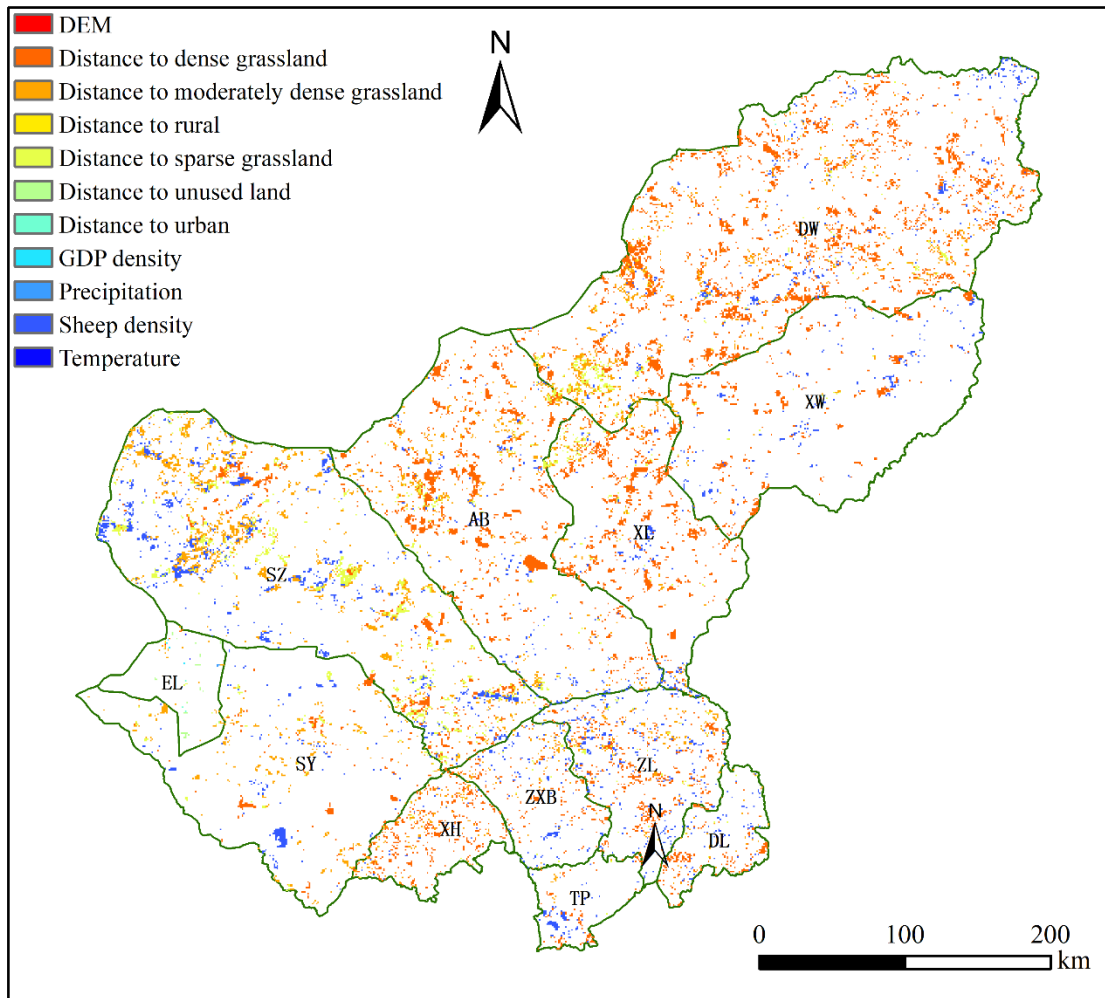 DEM
Distance to dense grassland
Distance to moderately dense grassland
Distance to rural
Distance to sparse grassland
Distance to unused land
Distance to urban
GDP density
Precipitation
Sheep density
Temperature
N
DW
XW
AB
XL
SZ
EL
SY
ZL
ZXB
N
XH
DL
TP
0 100 200
km